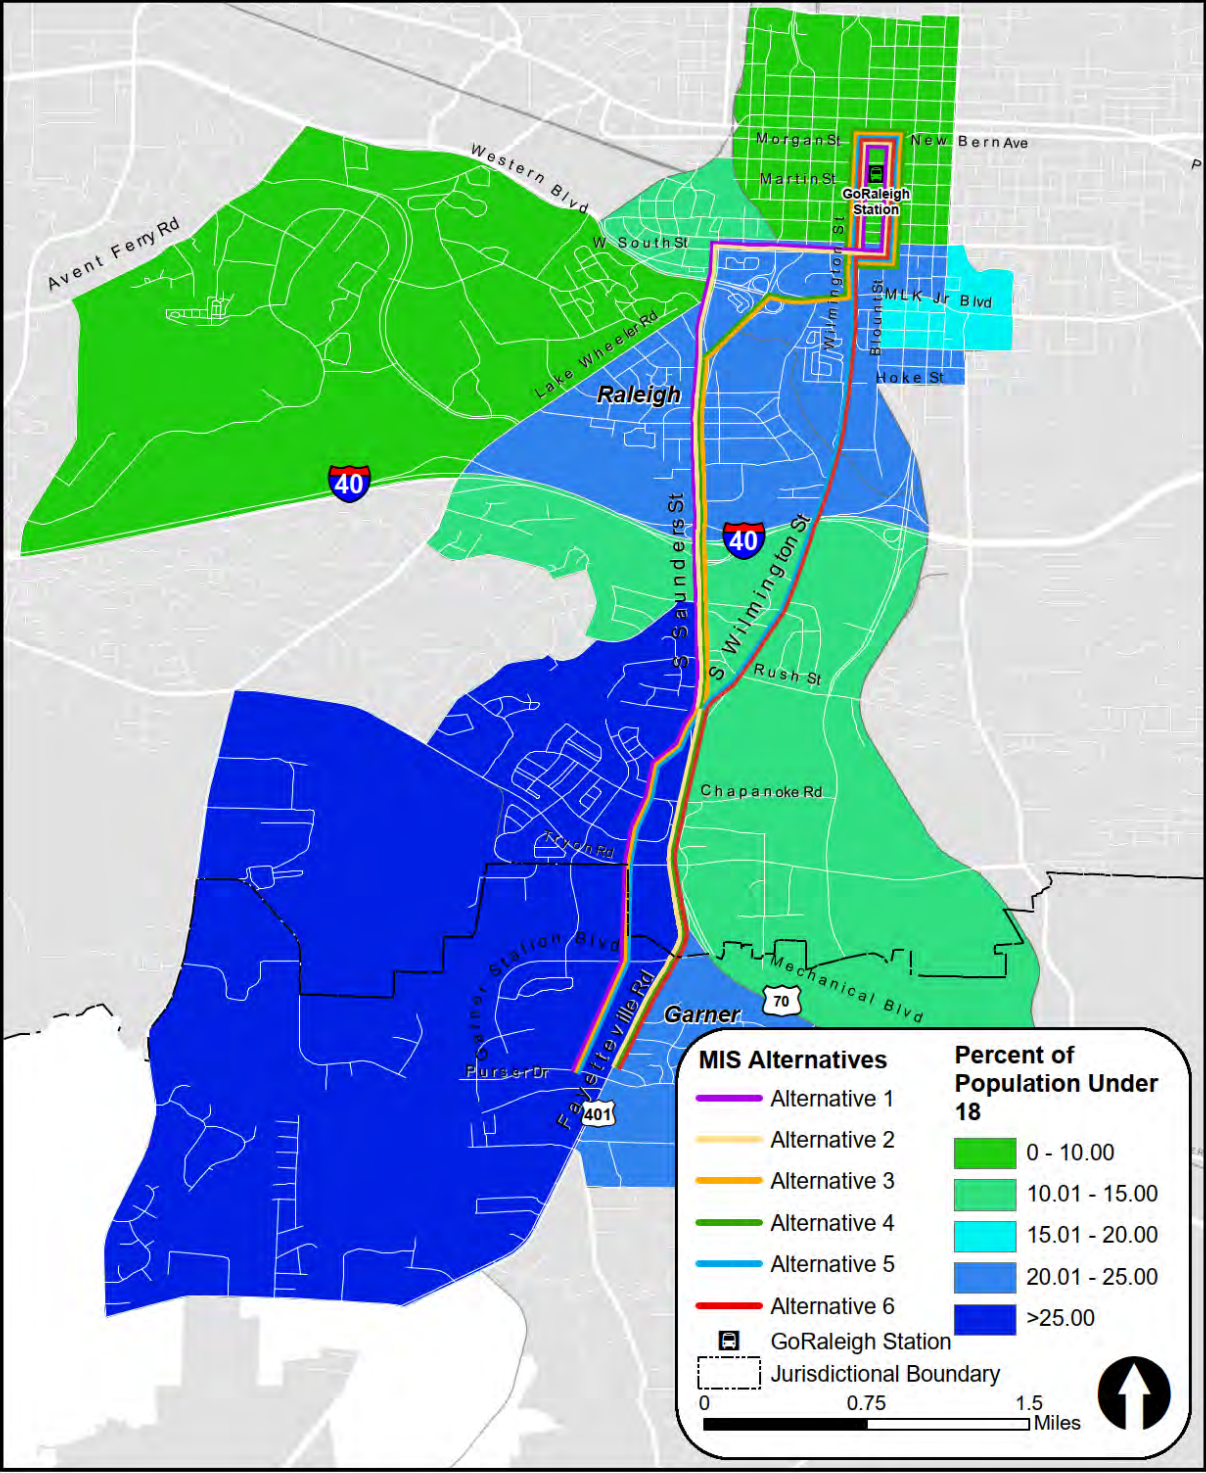 Morgan St
New Bern Ave
P
Western Blvd
Martin St
GoRaleigh
Station
Avent Ferry Rd
W South St
Wilmington St
Blount St
MLK Jr Blvd
Lake Wheeler Rd
Hoke St
Raleigh
40
40
S Saunders St
S Wilmington St
Rush St
Chapanoke Rd
Tryon Rd
Garner Station Blvd
Mechanical Blvd
70
Fayetteville Rd
Garner
Purser Dr
401
MIS Alternatives
Alternative 1
Alternative 2
Alternative 3
Alternative 4
Alternative 5
Alternative 6
GoRaleigh Station
Jurisdictional Boundary
Percent of
Population Under
18
0 - 10.00
10.01 - 15.00
15.01 - 20.00
20.01 - 25.00
>25.00
0 0.75 1.5
Miles